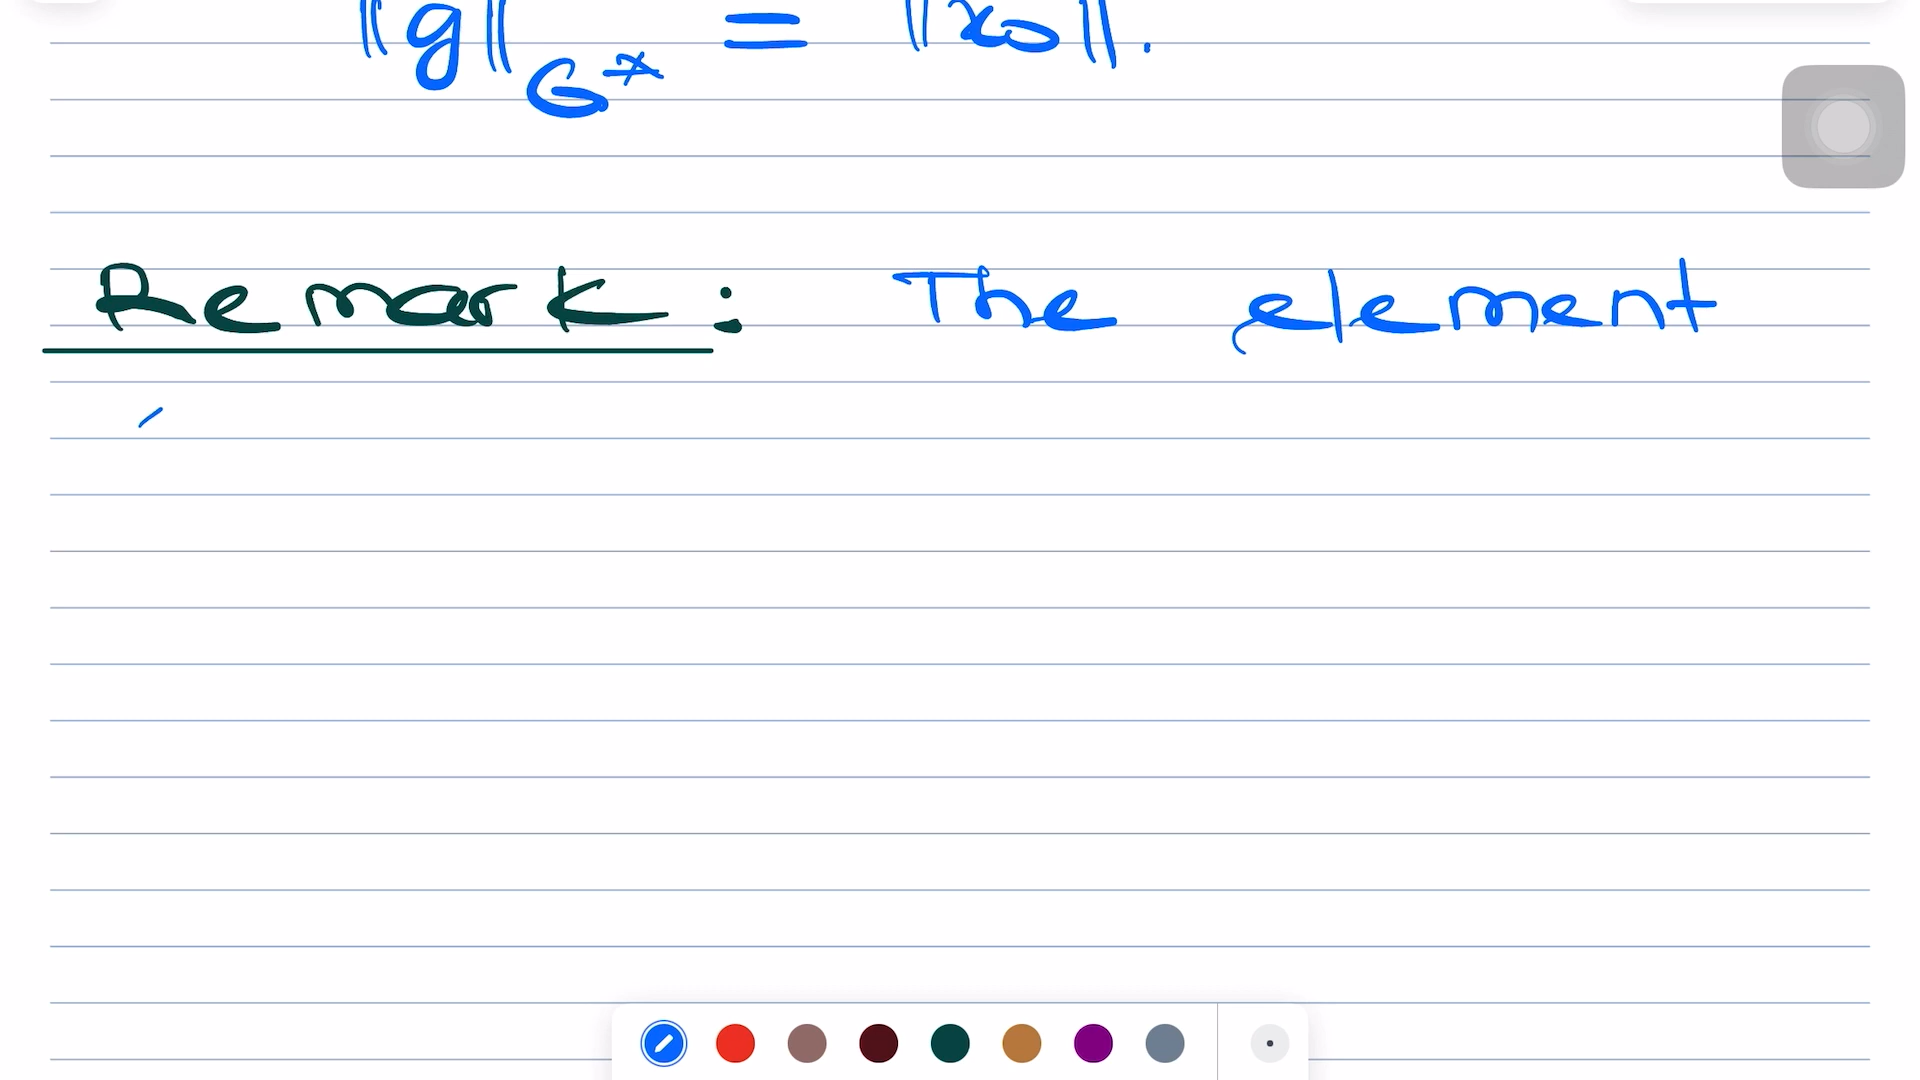 ||g||_{G*} = ||x₀||.
Remark : The element